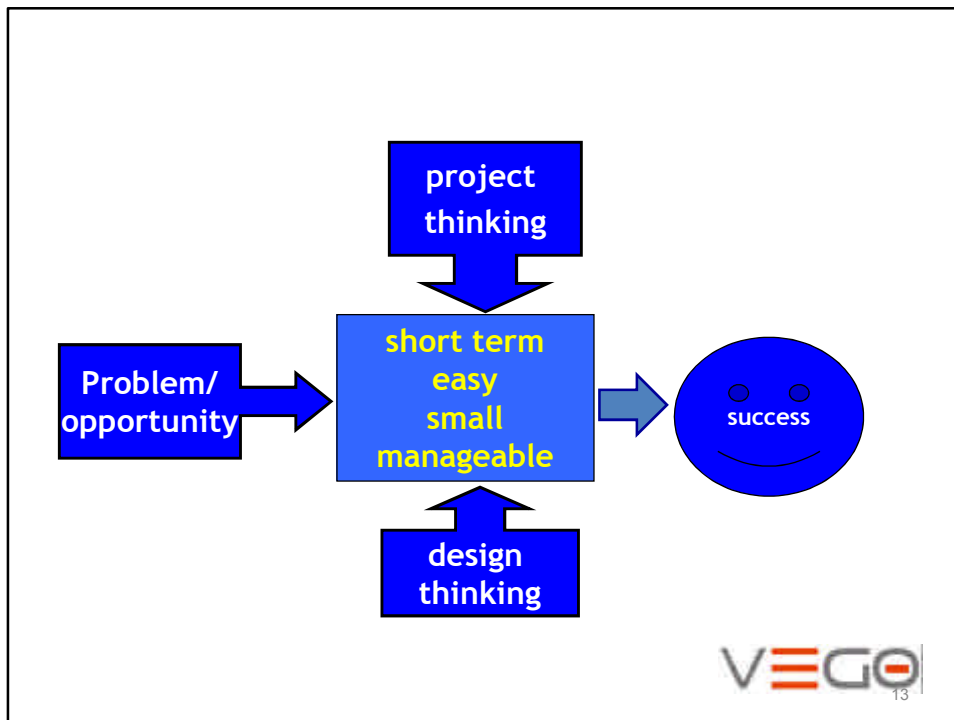 project
thinking
short term
easy
small
manageable
Problem/
opportunity
success
design
thinking
VEGO
13